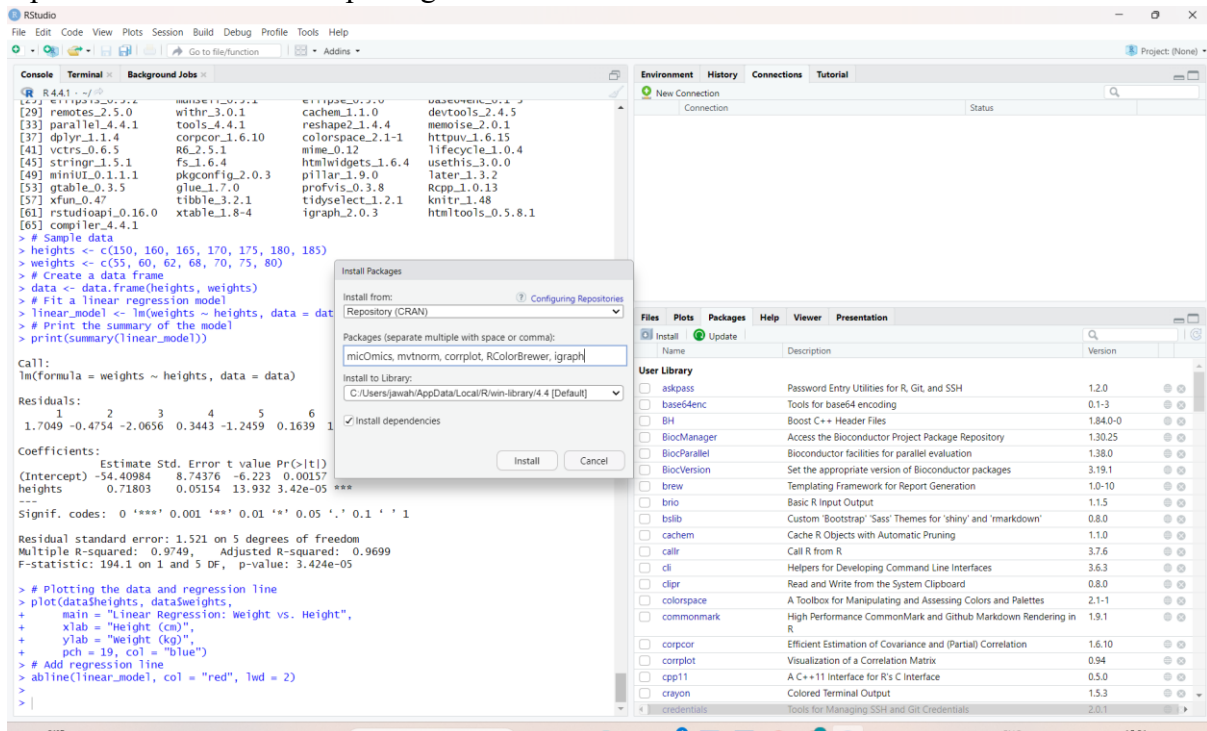 RStudio
File Edit Code View Plots Session Build Debug Profile Tools Help
Go to file/function Addins Project: (None)
Console Terminal Background Jobs
R 4.4.1 · ~/
[29] remotes_2.5.0 withr_3.0.1 cachem_1.1.0 devtools_2.4.5
[33] parallel_4.4.1 tools_4.4.1 reshape2_1.4.4 memoise_2.0.1
[37] dplyr_1.1.4 corpcor_1.6.10 colorspace_2.1-1 httpuv_1.6.15
[41] vctrs_0.6.5 R6_2.5.1 mime_0.12 lifecycle_1.0.4
[45] stringr_1.5.1 fs_1.6.4 htmlwidgets_1.6.4 usethis_3.0.0
[49] miniUI_0.1.1.1 pkgconfig_2.0.3 pillar_1.9.0 later_1.3.2
[53] gtable_0.3.5 glue_1.7.0 profvis_0.3.8 Rcpp_1.0.13
[57] xfun_0.47 tibble_3.2.1 tidyselect_1.2.1 knitr_1.48
[61] rstudioapi_0.16.0 xtable_1.8-4 igraph_2.0.3 htmltools_0.5.8.1
[65] compiler_4.4.1
> # Sample data
> heights <- c(150, 160, 165, 170, 175, 180, 185)
> weights <- c(55, 60, 62, 68, 70, 75, 80)
> # Create a data frame
> data <- data.frame(heights, weights)
> # Fit a linear regression model
> linear_model <- lm(weights ~ heights, data = dat
> # Print the summary of the model
> print(summary(linear_model))
Call:
lm(formula = weights ~ heights, data = data)
Residuals:
1 2 3 4 5 6
1.7049 -0.4754 -2.0656 0.3443 -1.2459 0.1639 1
Coefficients:
Estimate Std. Error t value Pr(>|t|)
(Intercept) -54.40984 8.74376 -6.223 0.00157
heights 0.71803 0.05154 13.932 3.42e-05 ***
---
Signif. codes: 0 ‘***’ 0.001 ‘**’ 0.01 ‘*’ 0.05 ‘.’ 0.1 ‘ ’ 1
Residual standard error: 1.521 on 5 degrees of freedom
Multiple R-squared: 0.9749, Adjusted R-squared: 0.9699
F-statistic: 194.1 on 1 and 5 DF, p-value: 3.424e-05
> # Plotting the data and regression line
> plot(data$heights, data$weights,
+ main = "Linear Regression: Weight vs. Height",
+ xlab = "Height (cm)",
+ ylab = "Weight (kg)",
+ pch = 19, col = "blue")
> # Add regression line
> abline(linear_model, col = "red", lwd = 2)
>
>
Install Packages
Install from: Configuring Repositories
Repository (CRAN)
Packages (separate multiple with space or comma):
micOmics, mvtnorm, corrplot, RColorBrewer, igraph
Install to Library:
C:/Users/jawah/AppData/Local/R/win-library/4.4 [Default]
Install dependencies
Install Cancel
Environment History Connections Tutorial
New Connection
Connection Status
Files Plots Packages Help Viewer Presentation
Install Update
Name Description Version
User Library
askpass Password Entry Utilities for R, Git, and SSH 1.2.0
base64enc Tools for base64 encoding 0.1-3
BH Boost C++ Header Files 1.84.0-0
BiocManager Access the Bioconductor Project Package Repository 1.30.25
BiocParallel Bioconductor facilities for parallel evaluation 1.38.0
BiocVersion Set the appropriate version of Bioconductor packages 3.19.1
brew Templating Framework for Report Generation 1.0-10
brio Basic R Input Output 1.1.5
bslib Custom 'Bootstrap' 'Sass' Themes for 'shiny' and 'rmarkdown' 0.8.0
cachem Cache R Objects with Automatic Pruning 1.1.0
callr Call R from R 3.7.6
cli Helpers for Developing Command Line Interfaces 3.6.3
clipr Read and Write from the System Clipboard 0.8.0
colorspace A Toolbox for Manipulating and Assessing Colors and Palettes 2.1-1
commonmark High Performance CommonMark and Github Markdown Rendering in 1.9.1
R
corpcor Efficient Estimation of Covariance and (Partial) Correlation 1.6.10
corrplot Visualization of a Correlation Matrix 0.94
cpp11 A C++11 Interface for R's C Interface 0.5.0
crayon Colored Terminal Output 1.5.3
credentials Tools for Managing SSH and Git Credentials 2.0.1